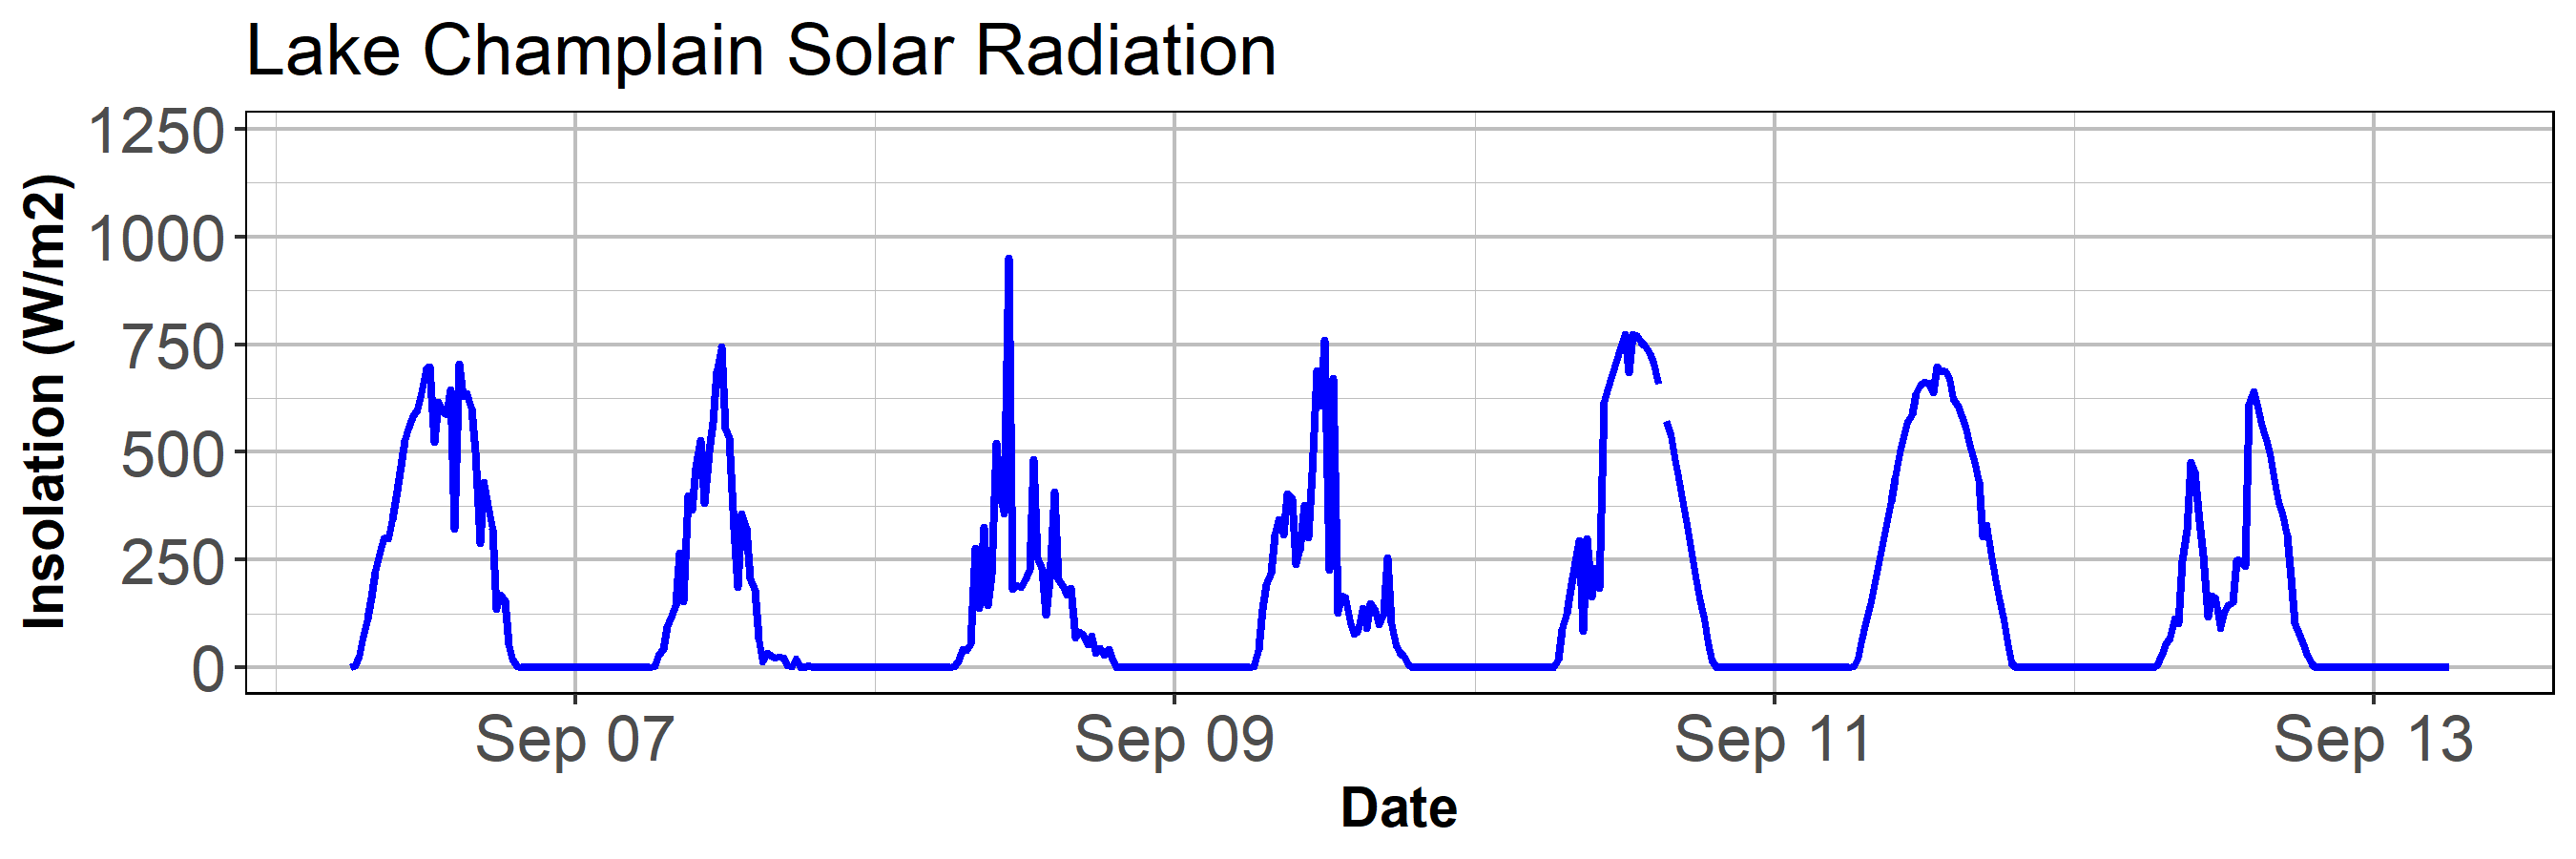 Lake Champlain Solar Radiation
Insolation (W/m2)
1250
1000
750
500
250
0
Sep 07 Sep 09 Sep 11 Sep 13
Date